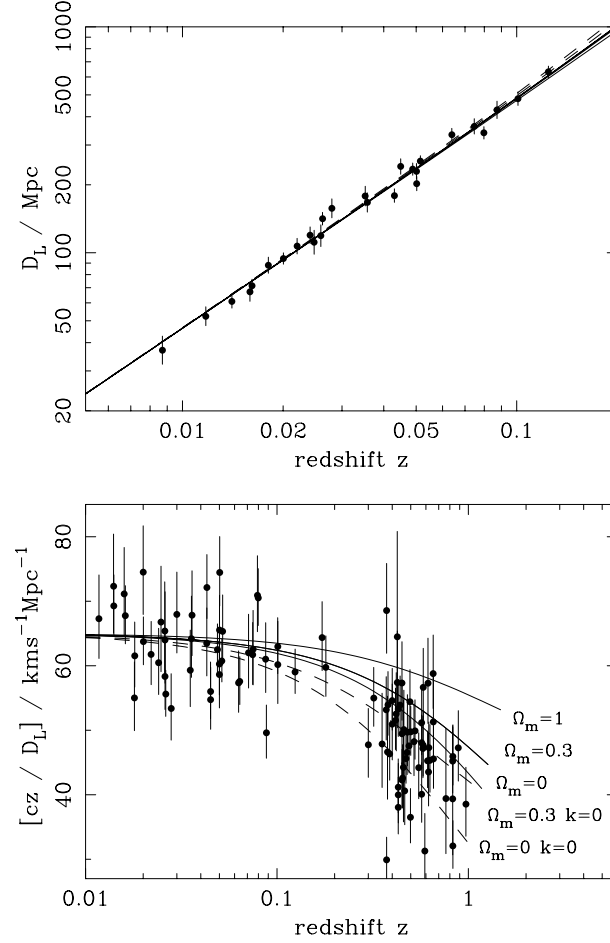 1000
500
200
100
50
20
D_L / Mpc
0.01 0.02 0.05 0.1
redshift z
80
60
40
[cz / D_L] / kms⁻¹Mpc⁻¹
Ω_m=1
Ω_m=0.3
Ω_m=0
Ω_m=0.3 k=0
Ω_m=0 k=0
0.01 0.1 1
redshift z